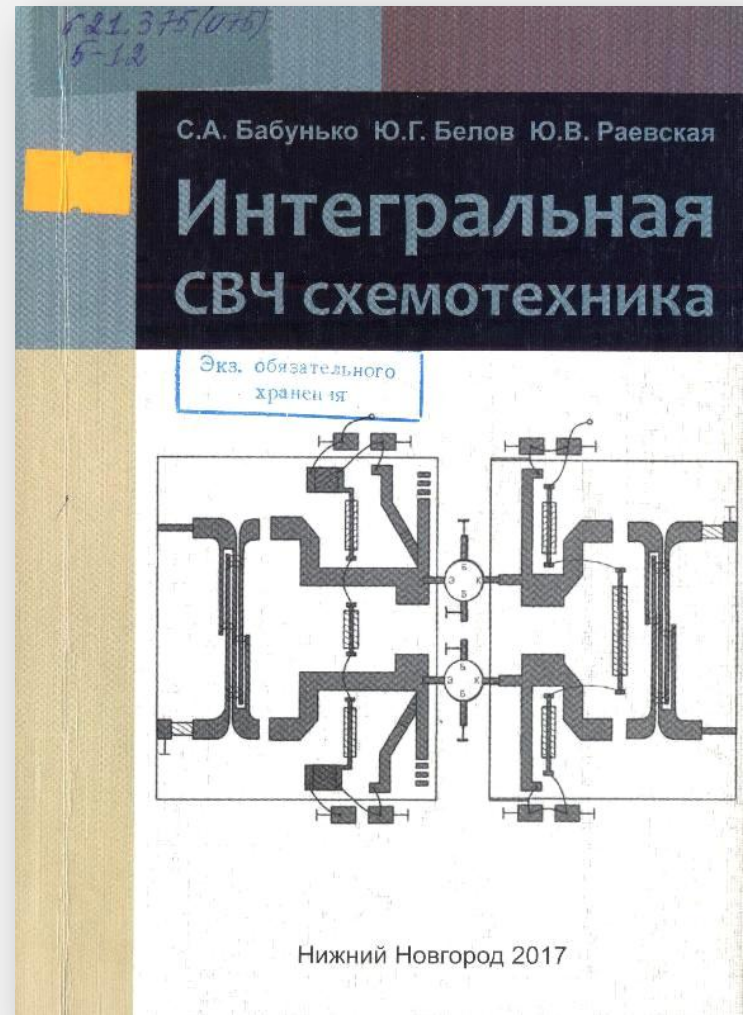 621.375(075)
Б-12
С.А. Бабунько Ю.Г. Белов Ю.В. Раевская
Интегральная
СВЧ схемотехника
Экз. обязательного
хранения
Э Б К Б
Э Б К Б
Нижний Новгород 2017